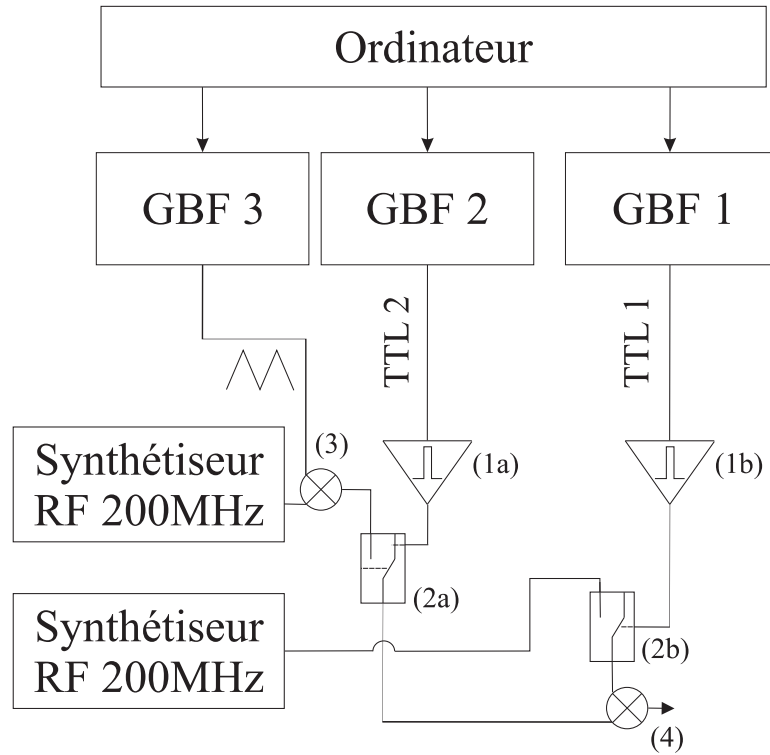 Ordinateur
GBF 3
GBF 2
GBF 1
TTL 2
TTL 1
(3)
(1a)
(1b)
Synthétiseur
RF 200MHz
(2a)
Synthétiseur
RF 200MHz
(2b)
(4)